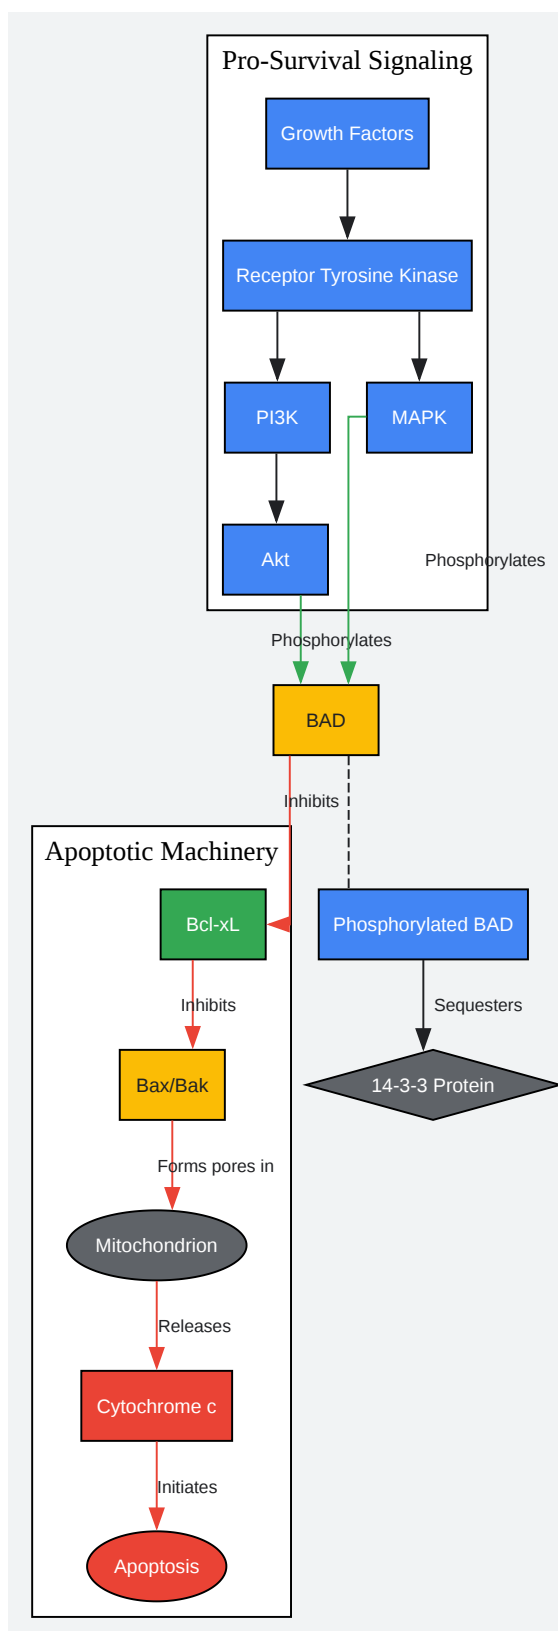 Pro-Survival Signaling
Growth Factors
Receptor Tyrosine Kinase
PI3K
MAPK
Akt
Phosphorylates
Phosphorylates
BAD
Inhibits
Apoptotic Machinery
Bcl-xL
Phosphorylated BAD
Inhibits
Sequesters
Bax/Bak
14-3-3 Protein
Forms pores in
Mitochondrion
Releases
Cytochrome c
Initiates
Apoptosis